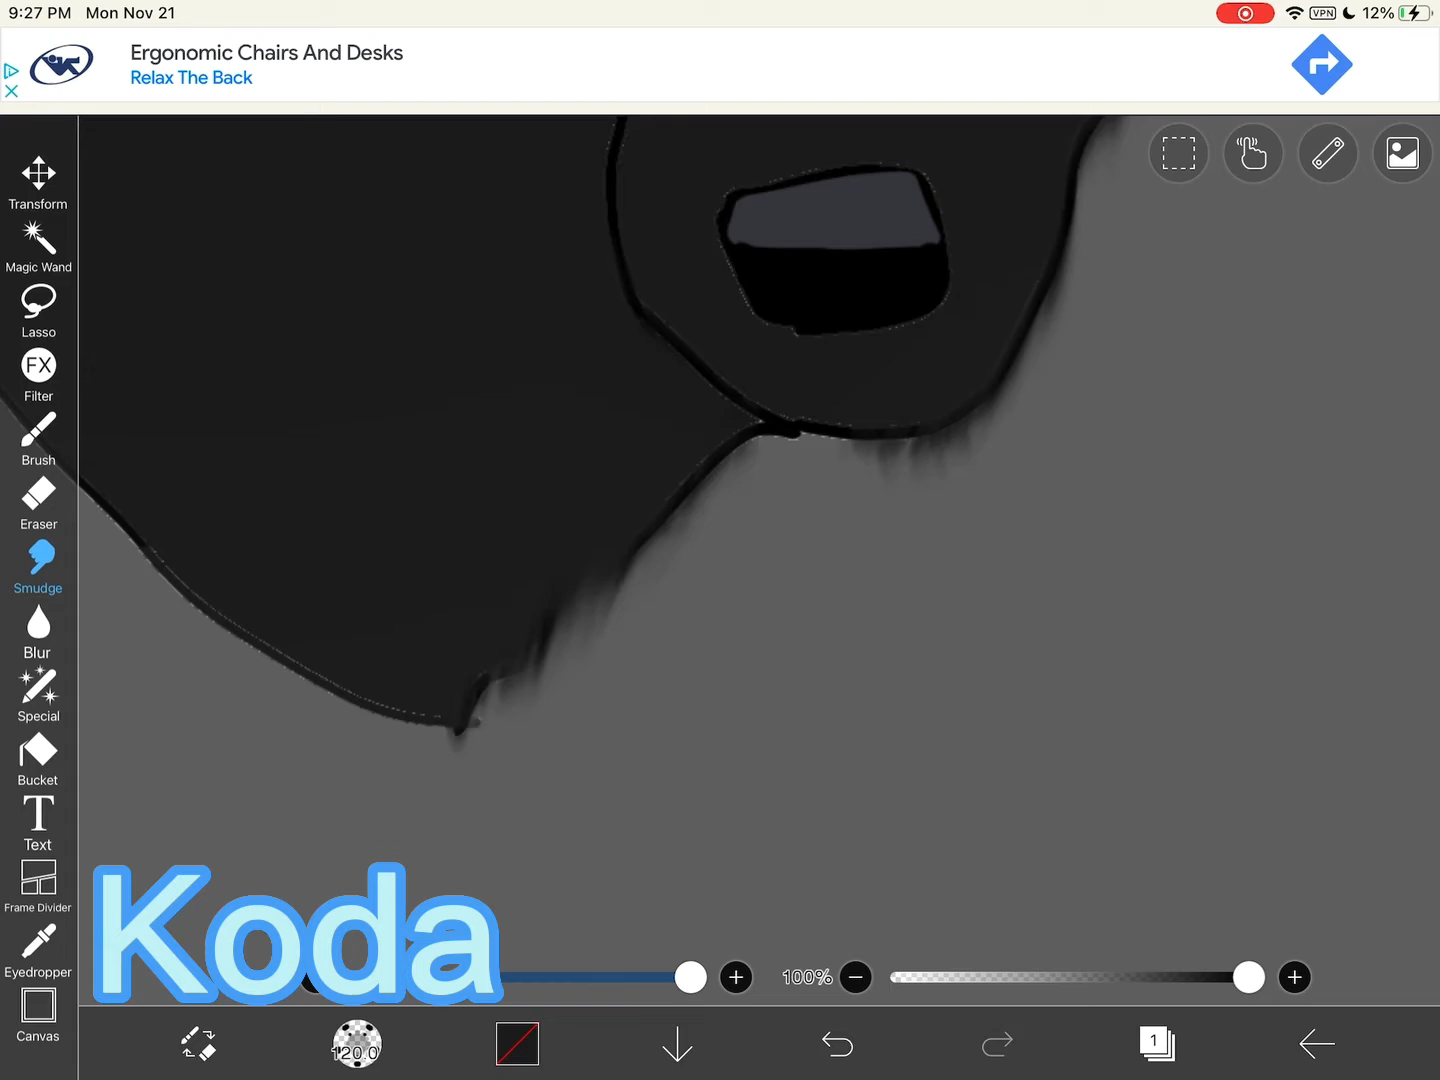 9:27 PM Mon Nov 21
VPN
12%
Ergonomic Chairs And Desks
Relax The Back
Transform
Magic Wand
Lasso
FX
Filter
Brush
Eraser
Smudge
Blur
Special
Bucket
T
Text
Frame Divider
Eyedropper
Canvas
Koda
100%
120.0
1